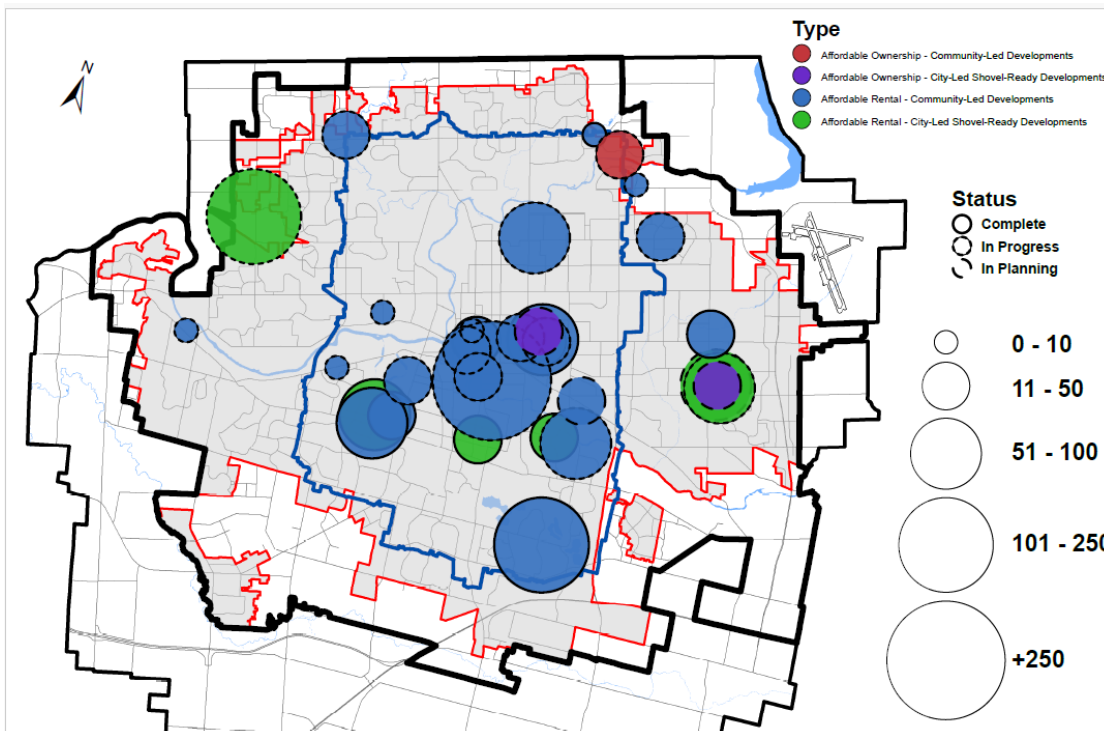 Type
Affordable Ownership - Community-Led Developments
Affordable Ownership - City-Led Shovel-Ready Developments
Affordable Rental - Community-Led Developments
Affordable Rental - City-Led Shovel-Ready Developments
N
Status
Complete
In Progress
In Planning
0 - 10
11 - 50
51 - 100
101 - 250
+250